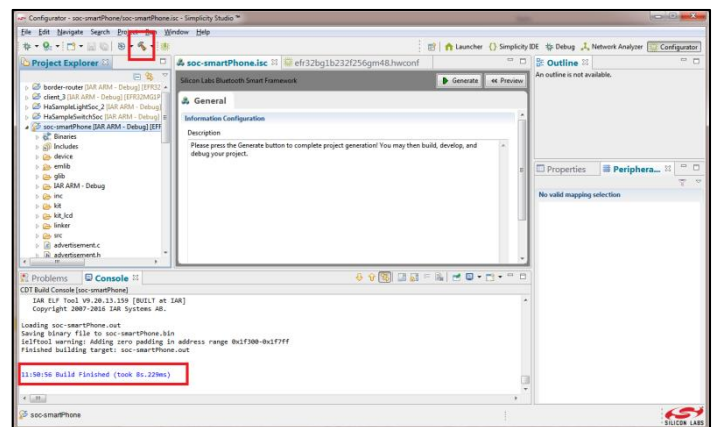 Configurator - soc-smartPhone/soc-smartPhone.isc - Simplicity Studio ™
File Edit Navigate Search Project Run Window Help
Launcher {} Simplicity IDE Debug Network Analyzer Configurator
Project Explorer
border-router [IAR ARM - Debug] [EFR32
client_3 [IAR ARM - Debug] [EFR32MG1P
HaSampleLightSoc_2 [IAR ARM - Debug]
HaSampleSwitchSoc [IAR ARM - Debug]
soc-smartPhone [IAR ARM - Debug] [EFF
Binaries
Includes
device
emlib
glib
IAR ARM - Debug
inc
kit
kit_lcd
linker
src
advertisement.c
advertisement.h
soc-smartPhone.isc
efr32bg1b232f256gm48.hwconf
Silicon Labs Bluetooth Smart Framework
Generate
Preview
General
Information Configuration
Description
Please press the Generate button to complete project generation! You may then build, develop, and
debug your project.
Outline
An outline is not available.
Properties
Periphera...
No valid mapping selection
Problems
Console
CDT Build Console [soc-smartPhone]
IAR ELF Tool V9.20.13.159 [BUILT at IAR]
Copyright 2007-2016 IAR Systems AB.
Loading soc-smartPhone.out
Saving binary file to soc-smartPhone.bin
ielftool warning: Adding zero padding in address range 0x1f300-0x1f7ff
Finished building target: soc-smartPhone.out
11:50:56 Build Finished (took 8s.229ms)
soc-smartPhone
SILICON LABS